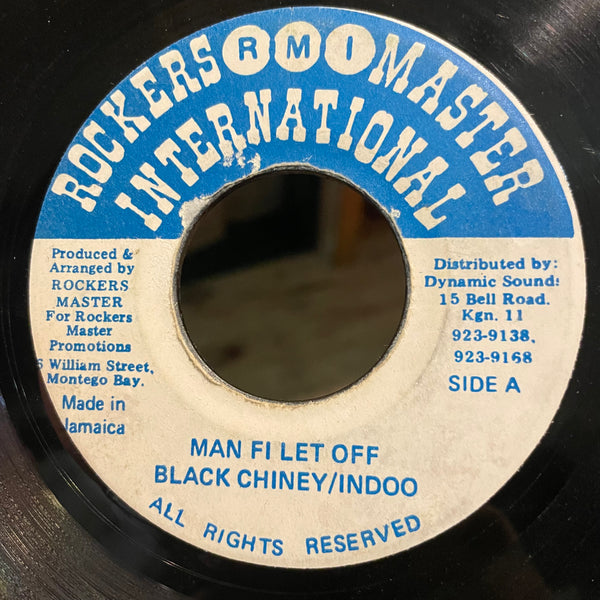 ROCKERS RMI MASTER
INTERNATIONAL
Produced &
Arranged by
ROCKERS
MASTER
For Rockers
Master
Promotions
William Street,
Montego Bay.
Made in
Jamaica
Distributed by:
Dynamic Sounds
15 Bell Road.
Kgn. 11
923-9138,
923-9168
SIDE A
MAN FI LET OFF
BLACK CHINEY/INDOO
ALL RIGHTS RESERVED